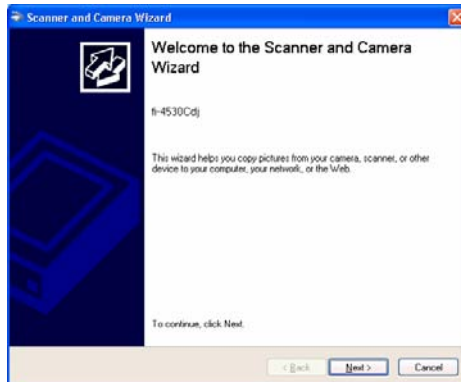 Scanner and Camera Wizard
Welcome to the Scanner and Camera
Wizard
fi-4530Cdj
This wizard helps you copy pictures from your camera, scanner, or other
device to your computer, your network, or the Web.
To continue, click Next.
< Back
Next >
Cancel